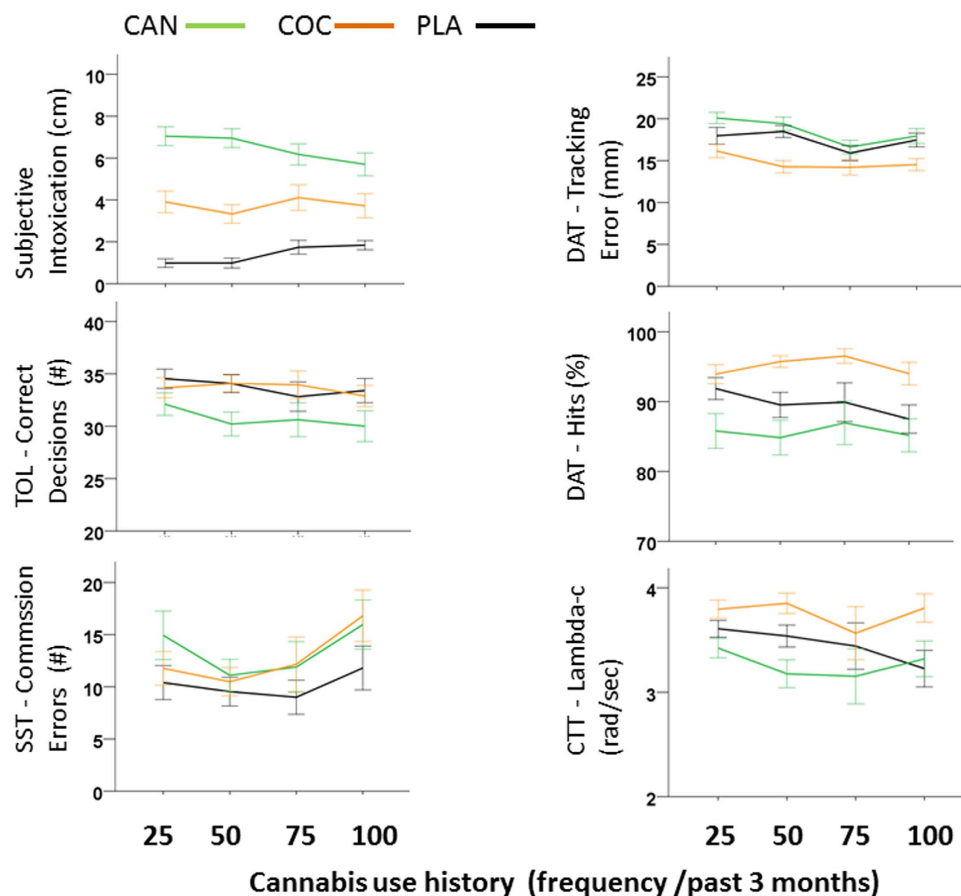 CAN COC PLA
Subjective
Intoxication (cm)
10
8
6
4
2
0
DAT - Tracking
Error (mm)
25
20
15
10
5
0
TOL - Correct
Decisions (#)
40
35
30
25
20
DAT - Hits (%)
100
90
80
70
SST - Commssion
Errors (#)
20
15
10
5
0
CTT - Lambda-c
(rad/sec)
4
3
2
25 50 75 100
25 50 75 100
Cannabis use history (frequency /past 3 months)